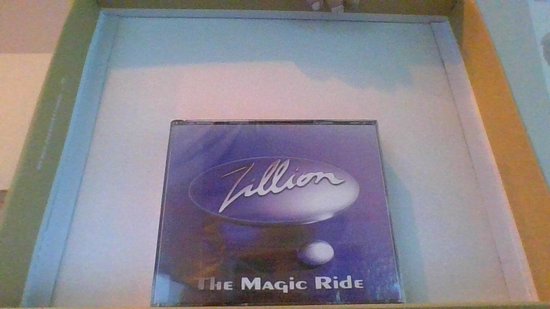 Zillion
The Magic Ride